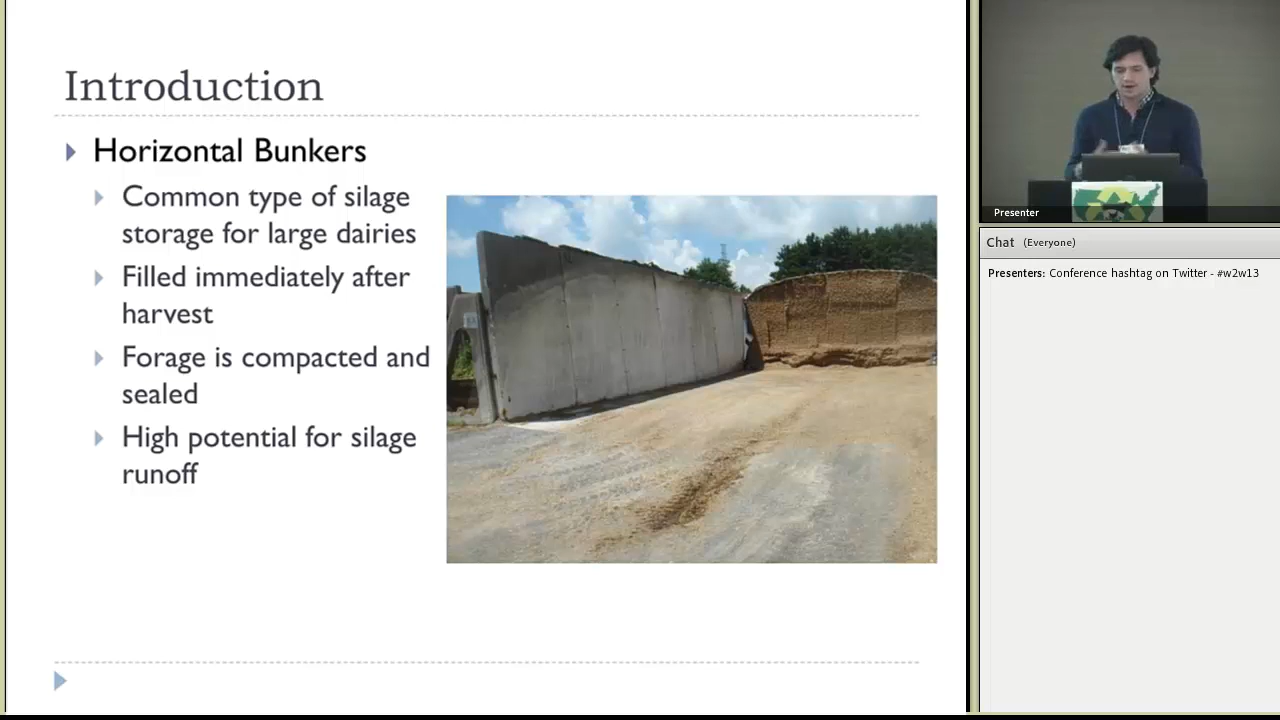 Introduction
Horizontal Bunkers
Common type of silage
storage for large dairies
Filled immediately after
harvest
Forage is compacted and
sealed
High potential for silage
runoff
Presenter
Chat (Everyone)
Presenters: Conference hashtag on Twitter - #w2w13